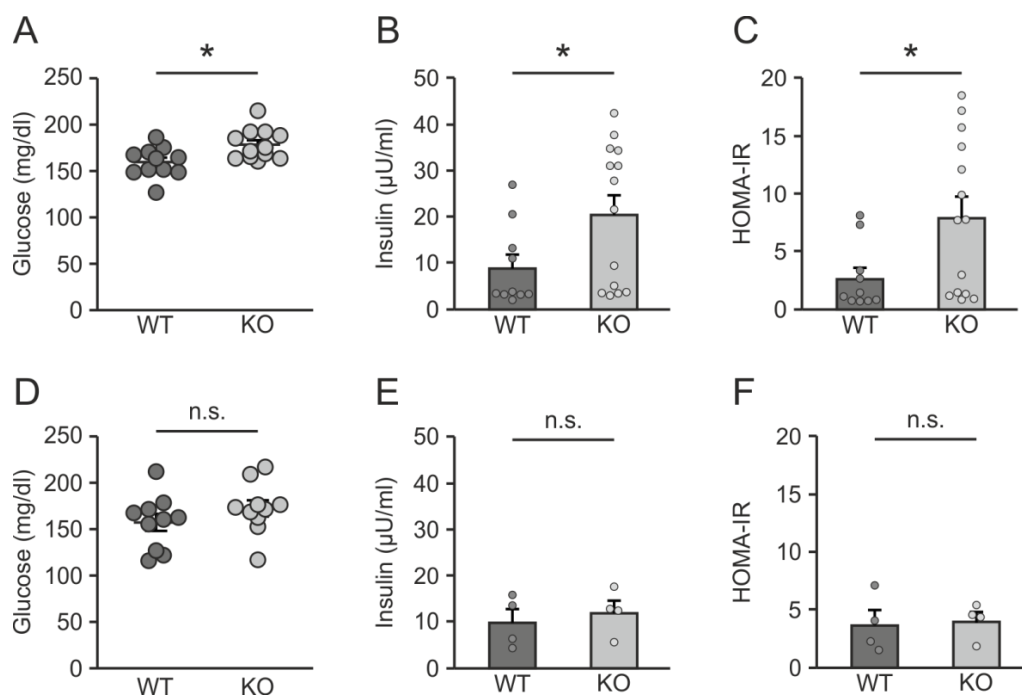 A
B
C
*
*
*
Glucose (mg/dl)
250
200
150
100
50
0
WT
KO
Insulin (µU/ml)
50
40
30
20
10
0
WT
KO
HOMA-IR
20
15
10
5
0
WT
KO
D
E
F
n.s.
n.s.
n.s.
Glucose (mg/dl)
250
200
150
100
50
0
WT
KO
Insulin (µU/ml)
50
40
30
20
10
0
WT
KO
HOMA-IR
20
15
10
5
0
WT
KO